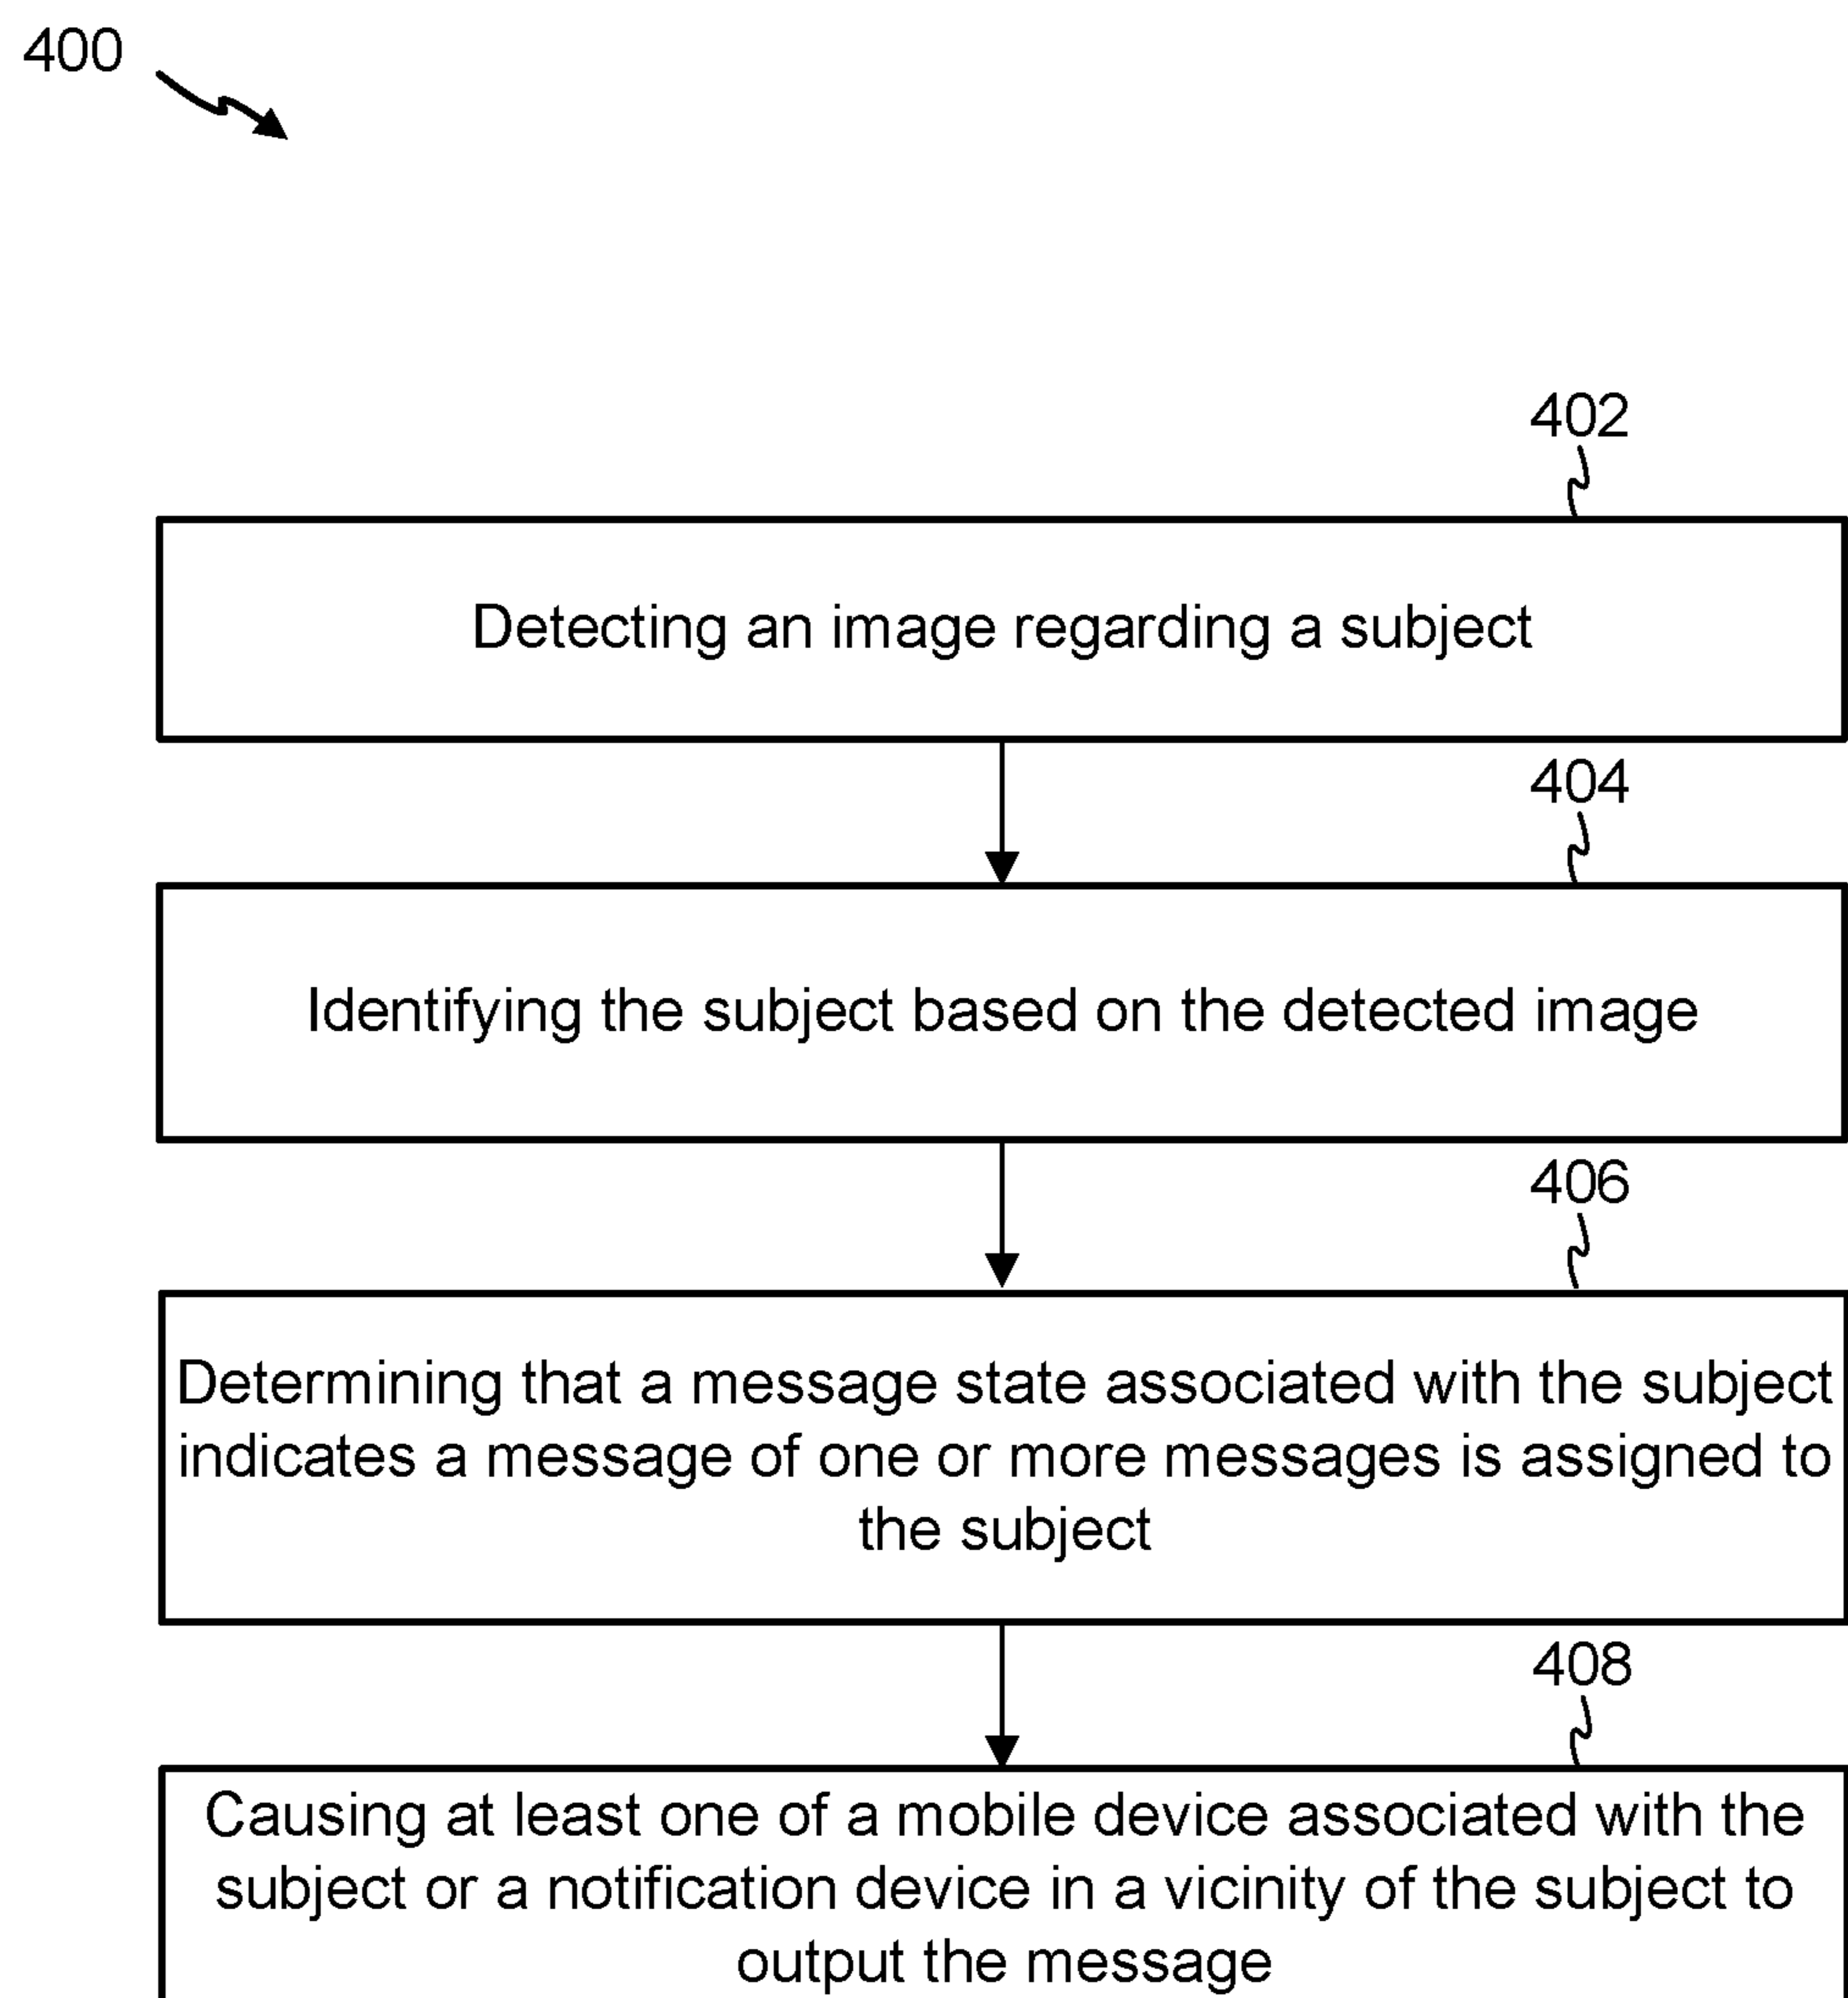 400
402
Detecting an image regarding a subject
404
Identifying the subject based on the detected image
406
Determining that a message state associated with the subject
indicates a message of one or more messages is assigned to
the subject
408
Causing at least one of a mobile device associated with the
subject or a notification device in a vicinity of the subject to
output the message